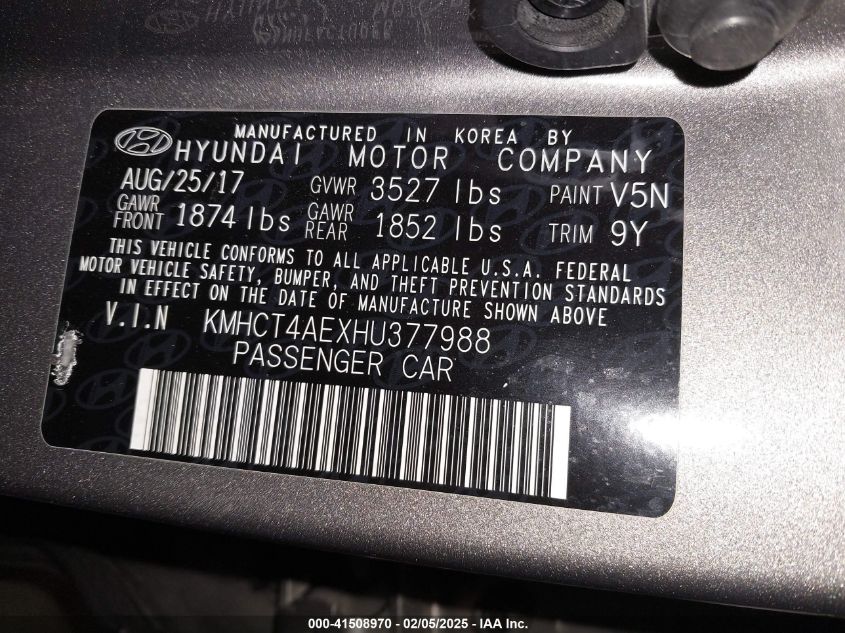 MANUFACTURED IN KOREA BY
HYUNDAI MOTOR COMPANY
AUG/25/17 GVWR 3527 lbs PAINT V5N
GAWR FRONT 1874 lbs GAWR REAR 1852 lbs TRIM 9Y
THIS VEHICLE CONFORMS TO ALL APPLICABLE U.S.A. FEDERAL
MOTOR VEHICLE SAFETY, BUMPER, AND THEFT PREVENTION STANDARDS
IN EFFECT ON THE DATE OF MANUFACTURE SHOWN ABOVE
V.I.N KMHCT4AEXHU377988
PASSENGER CAR
000-41508970 - 02/05/2025 - IAA Inc.